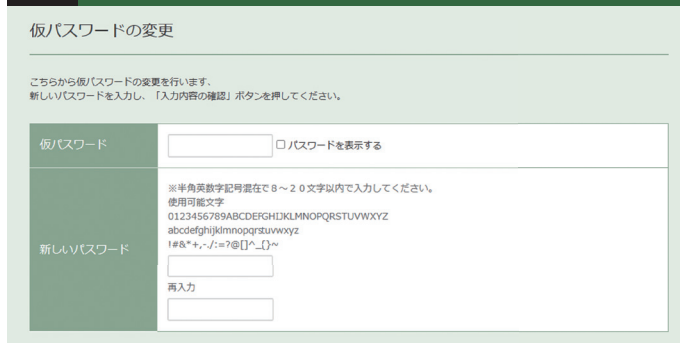 仮パスワードの変更
こちらから仮パスワードの変更を行います.
新しいパスワードを入力し、「入力内容の確認」ボタンを押してください。
仮パスワード
パスワードを表示する
※半角英数字記号混在で8～20文字以内で入力してください。
使用可能文字
0123456789ABCDEFGHIJKLMNOPQRSTUVWXYZ
abcdefghijklmnopqrstuvwxyz
!#&*+,-./:=?@[]^_{}~
新しいパスワード
再入力